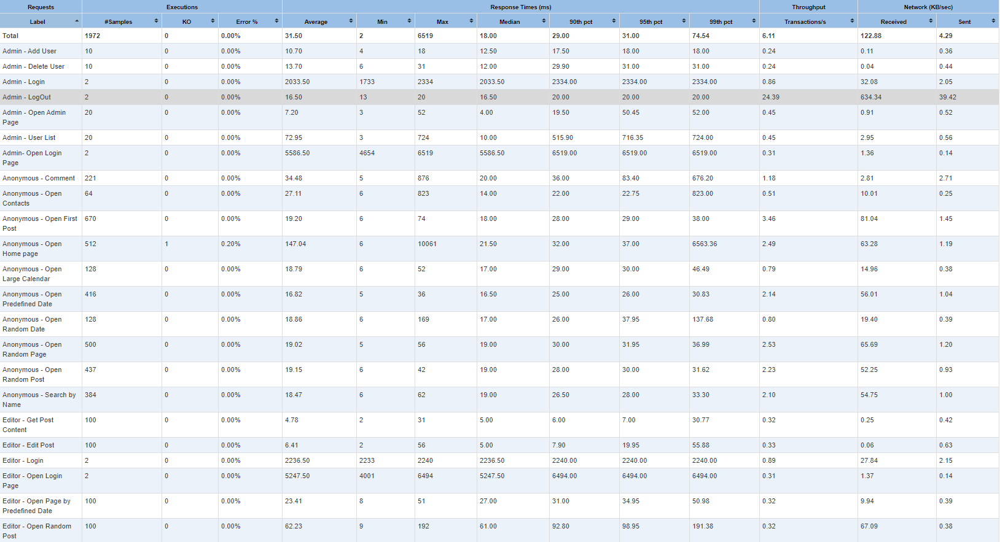 Requests Executions Response Times (ms) Throughput Network (KB/sec)
Label #Samples KO Error % Average Min Max Median 90th pct 95th pct 99th pct Transactions/s Received Sent
Total 1972 0 0.00% 31.50 2 6519 18.00 29.00 31.00 74.54 6.11 122.88 4.29
Admin - Add User 10 0 0.00% 10.70 4 18 12.50 17.50 18.00 18.00 0.24 0.11 0.36
Admin - Delete User 10 0 0.00% 13.70 6 31 12.00 29.90 31.00 31.00 0.24 0.04 0.44
Admin - Login 2 0 0.00% 2033.50 1733 2334 2033.50 2334.00 2334.00 2334.00 0.86 32.08 2.05
Admin - LogOut 2 0 0.00% 16.50 13 20 16.50 20.00 20.00 20.00 24.39 634.34 39.42
Admin - Open Admin 20 0 0.00% 7.20 3 52 4.00 19.50 50.45 52.00 0.45 0.91 0.52
Page
Admin - User List 20 0 0.00% 72.95 3 724 10.00 515.90 716.35 724.00 0.45 2.95 0.56
Admin- Open Login 2 0 0.00% 5586.50 4654 6519 5586.50 6519.00 6519.00 6519.00 0.31 1.36 0.14
Page
Anonymous - Comment 221 0 0.00% 34.48 5 876 20.00 36.00 83.40 676.20 1.18 2.81 2.71
Anonymous - Open 64 0 0.00% 27.11 6 823 14.00 22.00 22.75 823.00 0.51 10.01 0.25
Contacts
Anonymous - Open First 670 0 0.00% 19.20 6 74 18.00 28.00 29.00 38.00 3.46 81.04 1.45
Post
Anonymous - Open 512 1 0.20% 147.04 6 10061 21.50 32.00 37.00 6563.36 2.49 63.28 1.19
Home page
Anonymous - Open 128 0 0.00% 18.79 6 52 17.00 29.00 30.00 46.49 0.79 14.96 0.38
Large Calendar
Anonymous - Open 416 0 0.00% 16.82 5 36 16.50 25.00 26.00 30.83 2.14 56.01 1.04
Predefined Date
Anonymous - Open 128 0 0.00% 18.86 6 169 17.00 26.00 37.95 137.68 0.80 19.40 0.39
Random Date
Anonymous - Open 500 0 0.00% 19.02 5 56 19.00 30.00 31.95 36.99 2.53 65.69 1.20
Random Page
Anonymous - Open 437 0 0.00% 19.15 6 42 19.00 28.00 30.00 31.62 2.23 52.25 0.93
Random Post
Anonymous - Search by 384 0 0.00% 18.47 6 62 19.00 26.50 28.00 33.30 2.10 54.75 1.00
Name
Editor - Get Post 100 0 0.00% 4.78 2 31 5.00 6.00 7.00 30.77 0.32 0.25 0.42
Content
Editor - Edit Post 100 0 0.00% 6.41 2 56 5.00 7.90 19.95 55.88 0.33 0.06 0.63
Editor - Login 2 0 0.00% 2236.50 2233 2240 2236.50 2240.00 2240.00 2240.00 0.89 27.84 2.15
Editor - Open Login 2 0 0.00% 5247.50 4001 6494 5247.50 6494.00 6494.00 6494.00 0.31 1.37 0.14
Page
Editor - Open Page by 100 0 0.00% 23.41 8 51 27.00 31.00 34.95 50.98 0.32 9.94 0.39
Predefined Date
Editor - Open Random 100 0 0.00% 62.23 9 192 61.00 92.80 98.95 191.38 0.32 67.09 0.38
Post